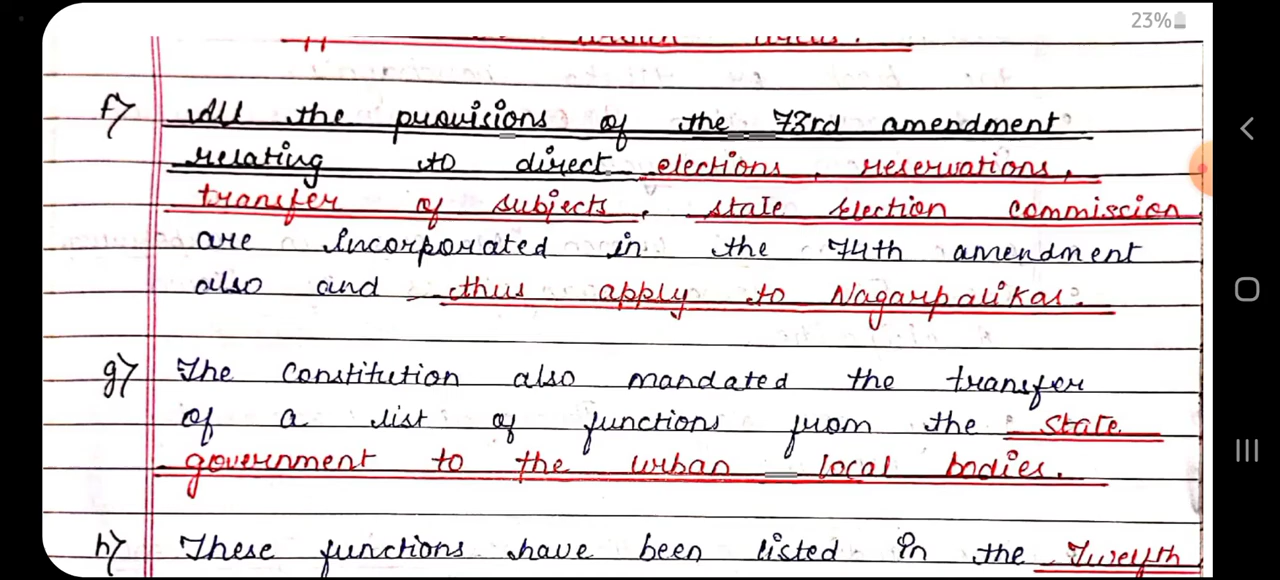 23%
f) All the provisions of the 73rd amendment
relating to direct elections, reservations,
transfer of subjects, state Election commission
are incorporated in the 74th amendment
also and thus apply to Nagarpalikas.
g) The Constitution also mandated the transfer
of a list of functions from the state
government to the urban local bodies.
h) These functions have been listed in the Twelfth